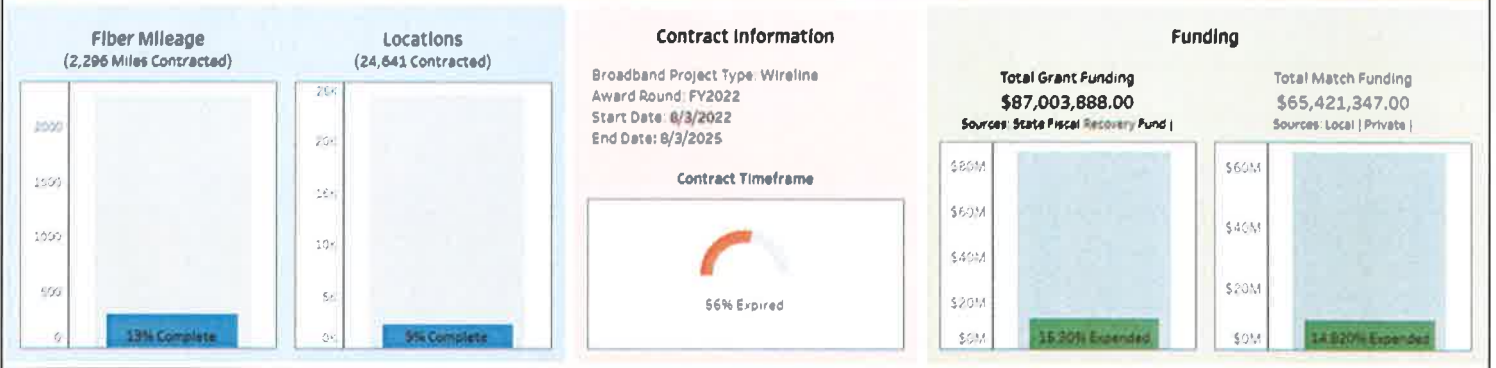 Fiber Mileage
(2,296 Miles Contracted)
2000
1500
1000
500
0
13% Complete
Locations
(24,641 Contracted)
25K
20K
15K
10K
5K
0K
9% Complete
Contract Information
Broadband Project Type: Wireline
Award Round: FY2022
Start Date: 8/3/2022
End Date: 8/3/2025
Contract Timeframe
56% Expired
Funding
Total Grant Funding
$87,003,888.00
Sources: State Fiscal Recovery Fund |
$80M
$60M
$40M
$20M
$0M
Expended
Total Match Funding
$65,421,347.00
Sources: Local | Private |
$60M
$40M
$20M
$0M
14.820% Expended